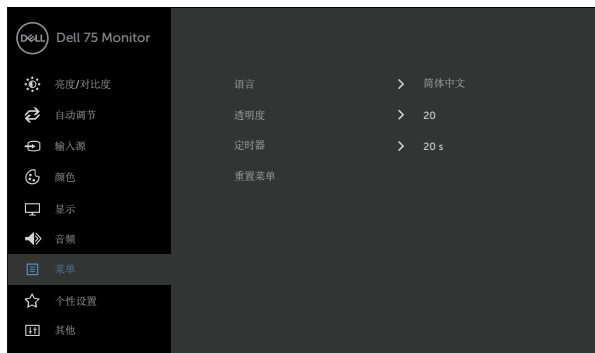 DELL Dell 75 Monitor
亮度/对比度 语言 简体中文
自动调节 透明度 20
输入源 定时器 20 s
颜色 重置菜单
显示
音频
菜单
个性设置
其他